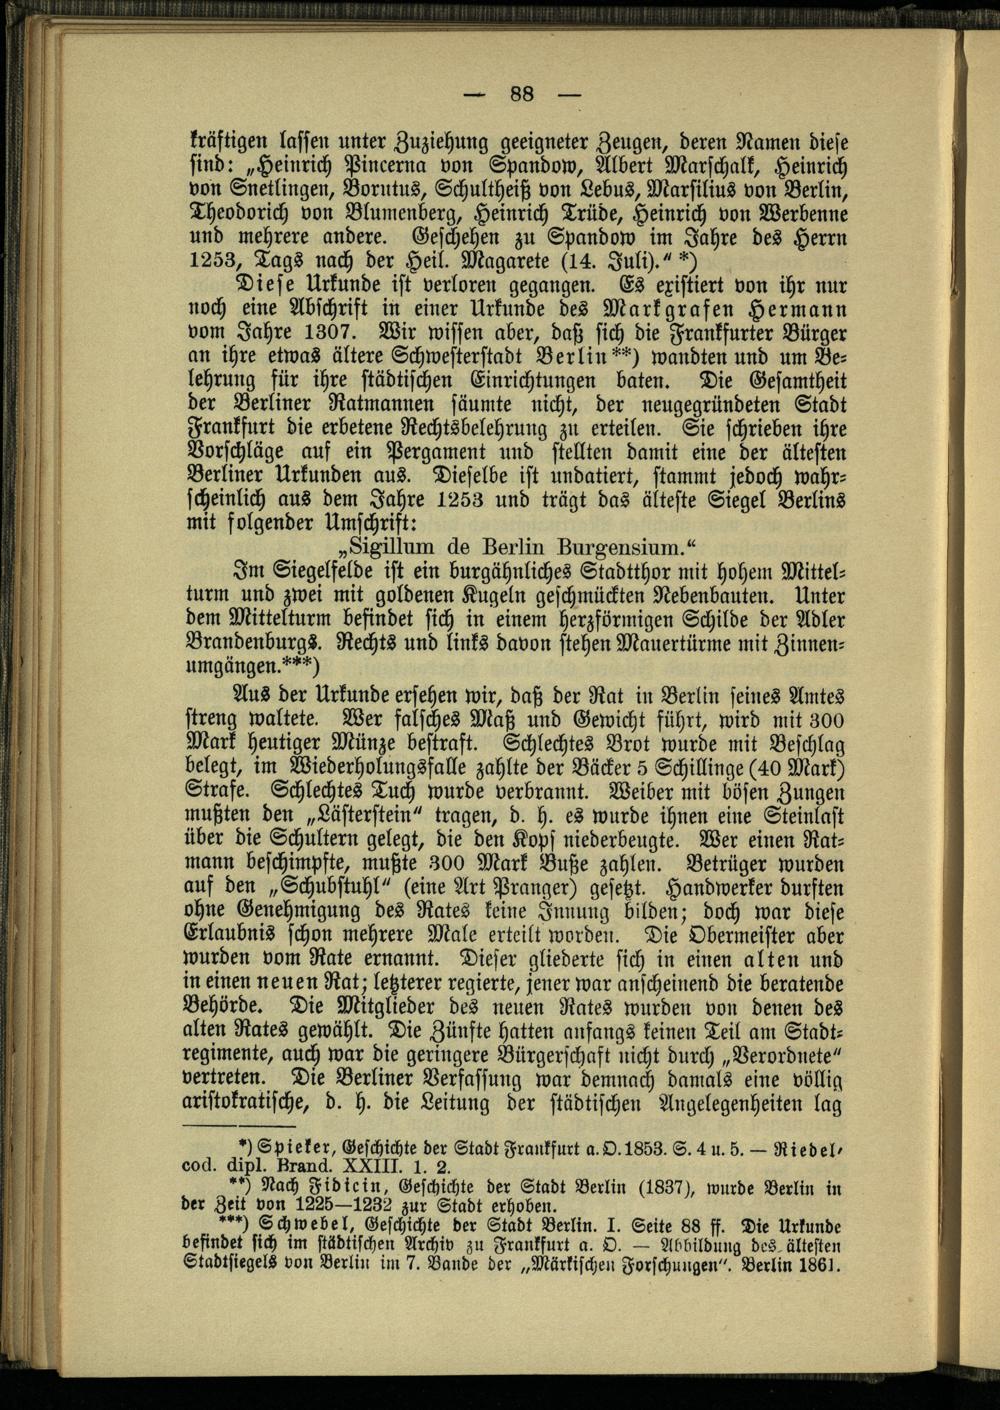 — 88 —
kräftigen lassen unter Zuziehung geeigneter Zeugen, deren Namen diese
sind: „Heinrich Pincerna von Spandow, Albert Marschalk, Heinrich
von Snetlingen, Borutus, Schultheiß von Lebus, Marsilius von Berlin,
Theodorich von Blumenberg, Heinrich Trüde, Heinrich von Werbenne
und mehrere andere. Geschehen zu Spandow im Jahre des Herrn
1253, Tags nach der Heil. Magarete (14. Juli).“ *)
Diese Urkunde ist verloren gegangen. Es existiert von ihr nur
noch eine Abschrift in einer Urkunde des Markgrafen Hermann
vom Jahre 1307. Wir wissen aber, daß sich die Frankfurter Bürger
an ihre etwas ältere Schwesterstadt Berlin**) wandten und um Be-
lehrung für ihre städtischen Einrichtungen baten. Die Gesamtheit
der Berliner Ratmannen säumte nicht, der neugegründeten Stadt
Frankfurt die erbetene Rechtsbelehrung zu erteilen. Sie schrieben ihre
Vorschläge auf ein Pergament und stellten damit eine der ältesten
Berliner Urkunden aus. Dieselbe ist undatiert, stammt jedoch wahr-
scheinlich aus dem Jahre 1253 und trägt das älteste Siegel Berlins
mit folgender Umschrift:
„Sigillum de Berlin Burgensium.“
Im Siegelfelde ist ein burgähnliches Stadtthor mit hohem Mittel-
turm und zwei mit goldenen Kugeln geschmückten Nebenbauten. Unter
dem Mittelturm befindet sich in einem herzförmigen Schilde der Adler
Brandenburgs. Rechts und links davon stehen Mauertürme mit Zinnen-
umgängen.***)
Aus der Urkunde ersehen wir, daß der Rat in Berlin seines Amtes
streng waltete. Wer falsches Maß und Gewicht führt, wird mit 300
Mark heutiger Münze bestraft. Schlechtes Brot wurde mit Beschlag
belegt, im Wiederholungsfalle zahlte der Bäcker 5 Schillinge (40 Mark)
Strafe. Schlechtes Tuch wurde verbrannt. Weiber mit bösen Zungen
mußten den „Lästerstein“ tragen, d. h. es wurde ihnen eine Steinlast
über die Schultern gelegt, die den Kopf niederbeugte. Wer einen Rat-
mann beschimpfte, mußte 300 Mark Buße zahlen. Betrüger wurden
auf den „Schubstuhl“ (eine Art Pranger) gesetzt. Handwerker durften
ohne Genehmigung des Rates keine Innung bilden; doch war diese
Erlaubnis schon mehrere Male erteilt worden. Die Obermeister aber
wurden vom Rate ernannt. Dieser gliederte sich in einen alten und
in einen neuen Rat; letzterer regierte, jener war anscheinend die beratende
Behörde. Die Mitglieder des neuen Rates wurden von denen des
alten Rates gewählt. Die Zünfte hatten anfangs keinen Teil am Stadt-
regimente, auch war die geringere Bürgerschaft nicht durch „Verordnete“
vertreten. Die Berliner Verfassung war demnach damals eine völlig
aristokratische, d. h. die Leitung der städtischen Angelegenheiten lag
*) Spieker, Geschichte der Stadt Frankfurt a. O. 1853. S. 4 u. 5. — Riedel,
cod. dipl. Brand. XXIII. 1. 2.
**) Nach Fidicin, Geschichte der Stadt Berlin (1837), wurde Berlin in
der Zeit von 1225—1232 zur Stadt erhoben.
***) Schwebel, Geschichte der Stadt Berlin. I. Seite 88 ff. Die Urkunde
befindet sich im städtischen Archiv zu Frankfurt a. O. — Abbildung des ältesten
Stadtsiegels von Berlin im 7. Bande der „Märkischen Forschungen“. Berlin 1861.